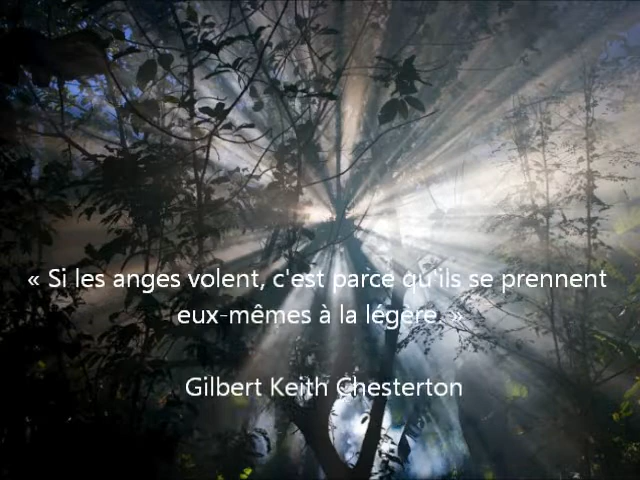 « Si les anges volent, c'est parce qu'ils se prennent
eux-mêmes à la légère. »
Gilbert Keith Chesterton